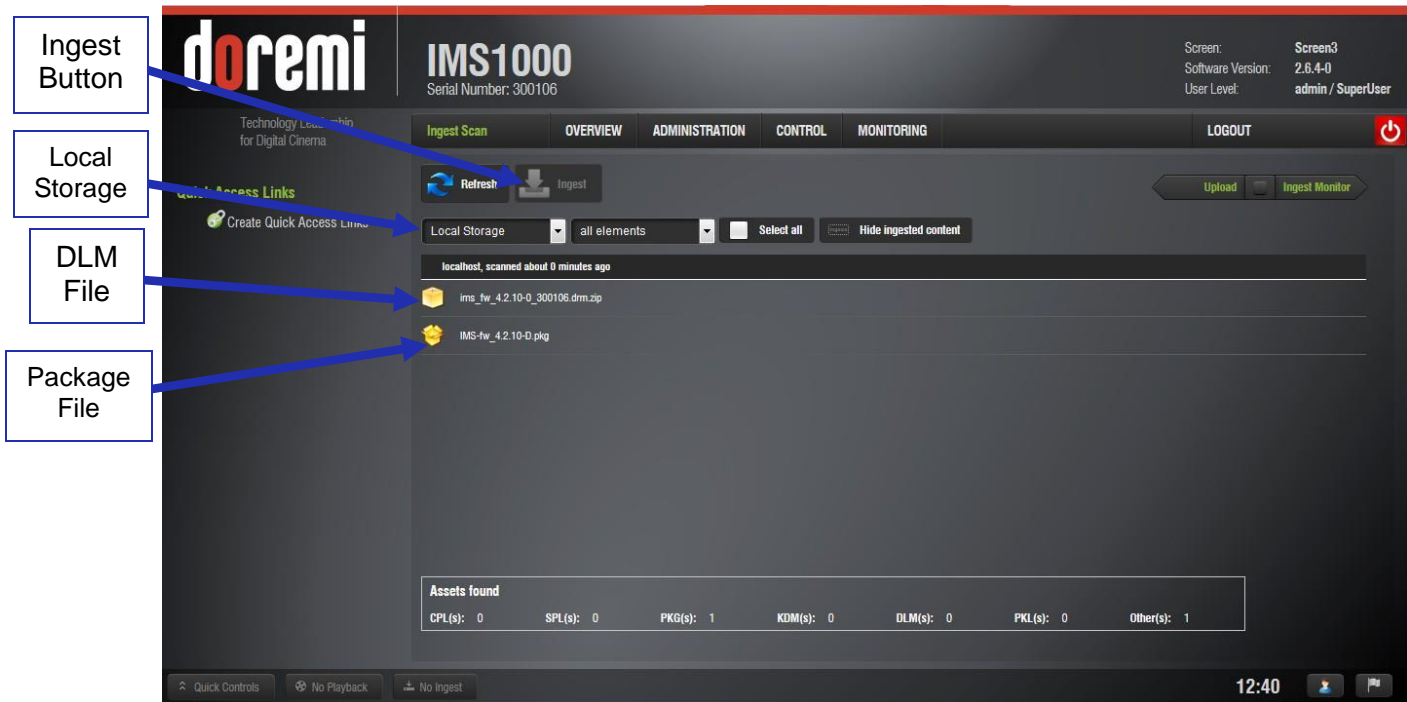 Ingest
Button
Local
Storage
DLM
File
Package
File
doremi
Technology Leadership
for Digital Cinema
IMS1000
Serial Number: 300106
Screen: Screen3
Software Version: 2.6.4-0
User Level: admin / SuperUser
Ingest Scan OVERVIEW ADMINISTRATION CONTROL MONITORING LOGOUT
Quick Access Links
Create Quick Access Links
Refresh Ingest Upload Ingest Monitor
Local Storage all elements Select all Hide ingested content
localhost, scanned about 0 minutes ago
ims_fw_4.2.10-0_300106.drm.zip
IMS-fw_4.2.10-D.pkg
Assets found
CPL(s): 0 SPL(s): 0 PKG(s): 1 KDM(s): 0 DLM(s): 0 PKL(s): 0 Other(s): 1
Quick Controls No Playback No Ingest 12:40